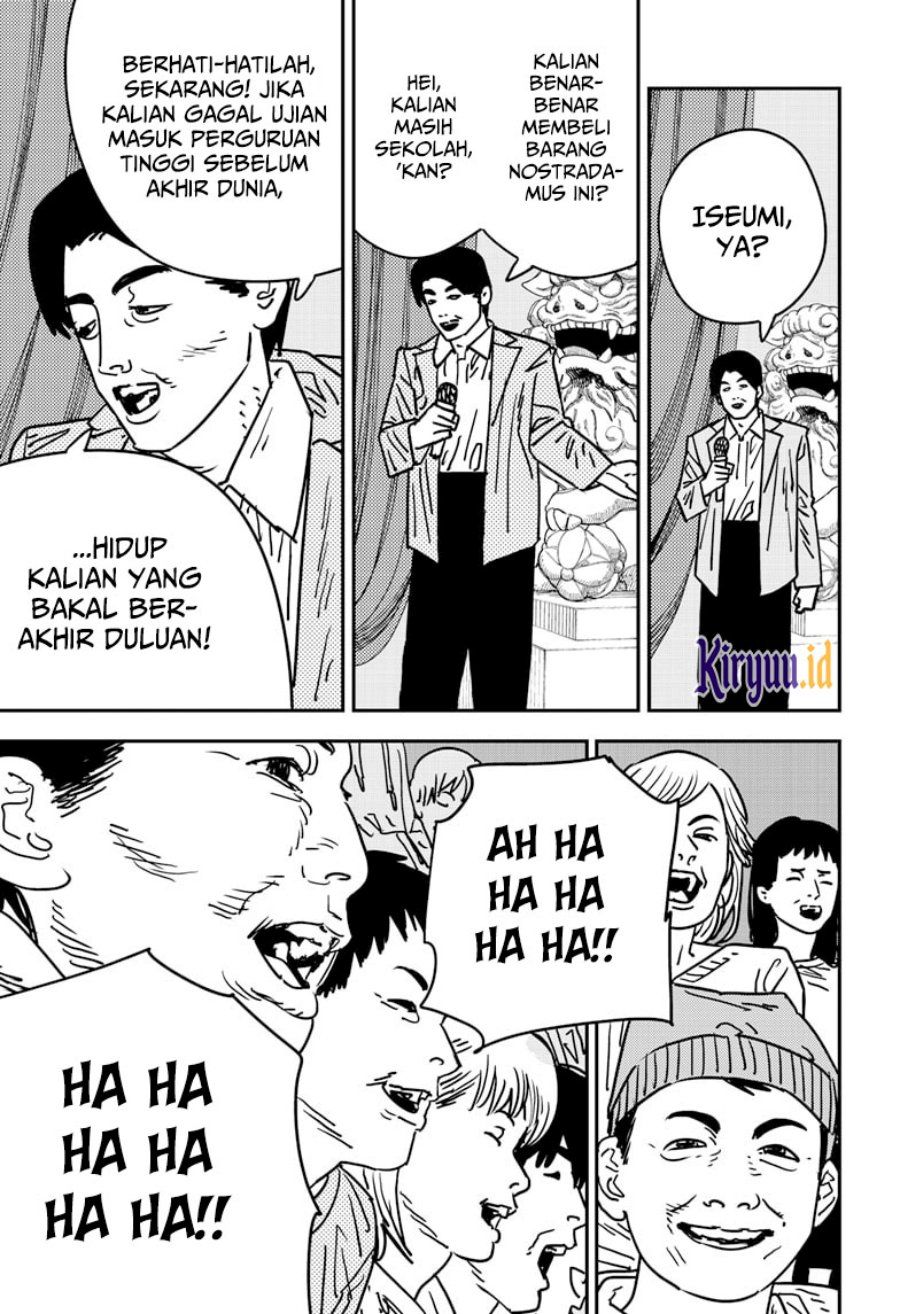 ISEUMI,
YA?
KALIAN
BENAR-
BENAR
MEMBELI
BARANG
NOSTRADA-
MUS INI?
HEI,
KALIAN
MASIH
SEKOLAH,
'KAN?
BERHATI-HATILAH,
SEKARANG! JIKA
KALIAN GAGAL UJIAN
MASUK PERGURUAN
TINGGI SEBELUM
AKHIR DUNIA,
...HIDUP
KALIAN YANG
BAKAL BER-
AKHIR DULUAN!
Kiryuu.id
AH HA
HA HA
HA HA!!
HA HA
HA HA
HA HA!!